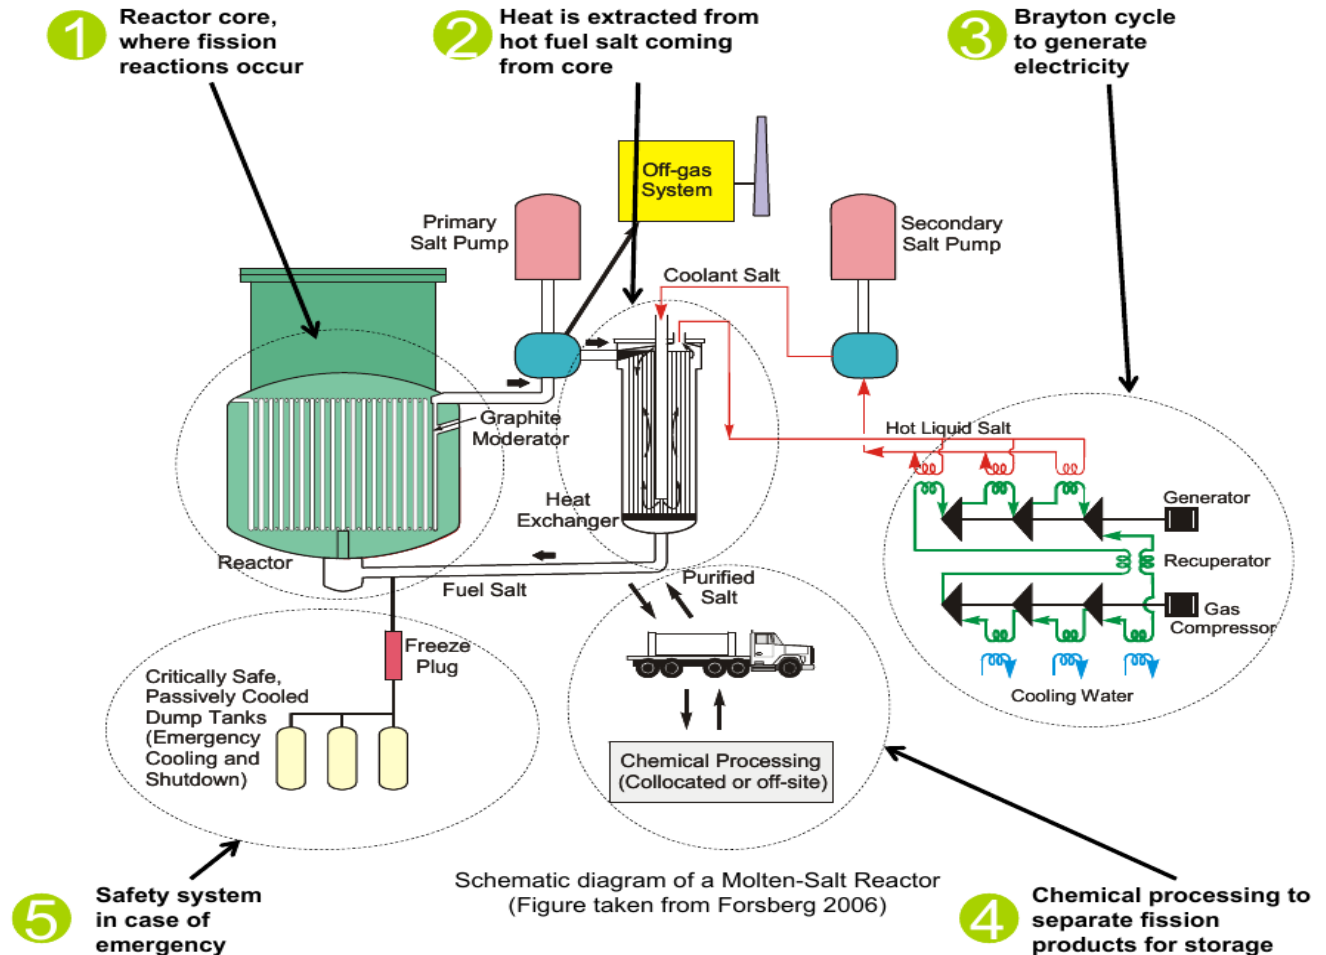 1
Reactor core,
where fission
reactions occur
2
Heat is extracted from
hot fuel salt coming
from core
3
Brayton cycle
to generate
electricity
Off-gas
System
Primary
Salt Pump
Secondary
Salt Pump
Coolant Salt
Graphite
Moderator
Hot Liquid Salt
Heat
Exchanger
Generator
Reactor
Recuperator
Fuel Salt
Purified
Salt
Gas
Compressor
Freeze
Plug
Critically Safe,
Passively Cooled
Dump Tanks
(Emergency
Cooling and
Shutdown)
Cooling Water
Chemical Processing
(Collocated or off-site)
Schematic diagram of a Molten-Salt Reactor
(Figure taken from Forsberg 2006)
5
Safety system
in case of
emergency
4
Chemical processing to
separate fission
products for storage